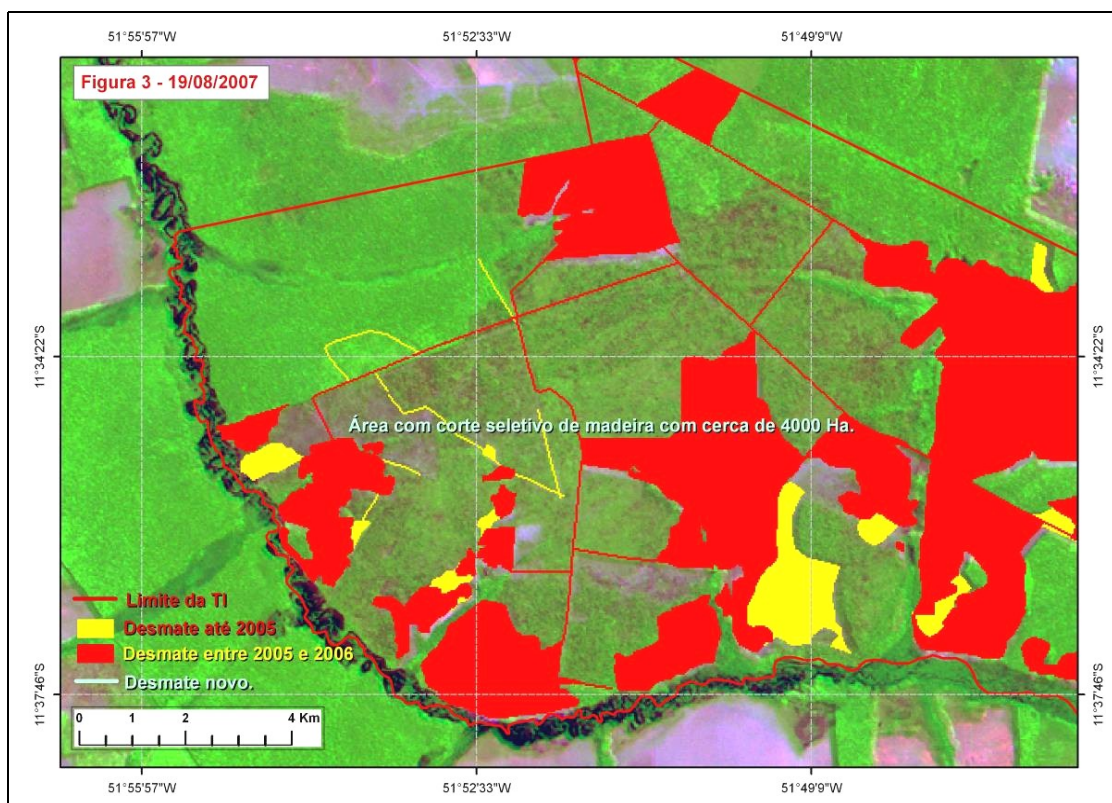 51°55'57"W 51°52'33"W 51°49'9"W
Figura 3 - 19/08/2007
11°34'22"S 11°34'22"S
Área com corte seletivo de madeira com cerca de 4000 Ha.
Limite da TI
Desmate até 2005
Desmate entre 2005 e 2006
Desmate novo.
11°37'46"S 11°37'46"S
0 1 2 4 Km
51°55'57"W 51°52'33"W 51°49'9"W